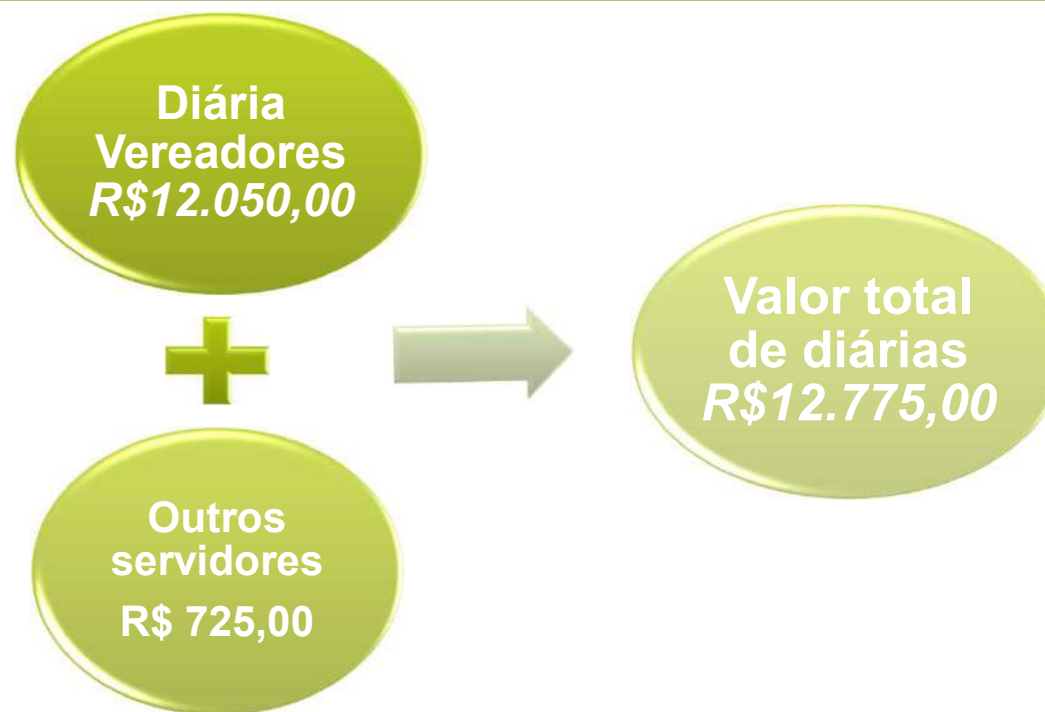 Diária
Vereadores
R$12.050,00
Outros
servidores
R$ 725,00
Valor total
de diárias
R$12.775,00